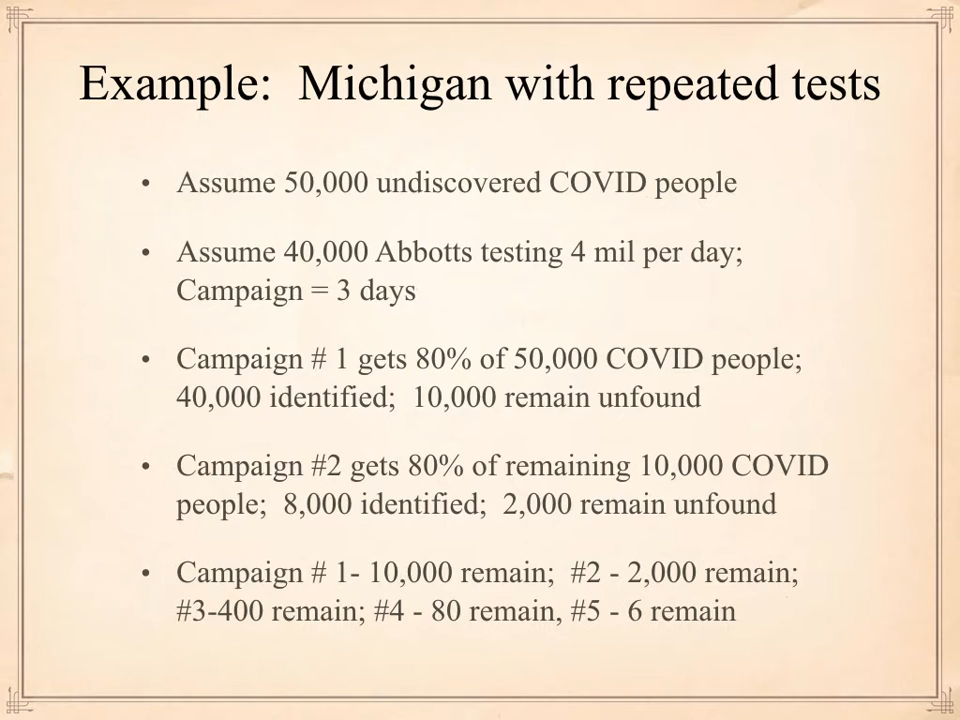 Example:  Michigan with repeated tests
• Assume 50,000 undiscovered COVID people
• Assume 40,000 Abbotts testing 4 mil per day;
Campaign = 3 days
• Campaign # 1 gets 80% of 50,000 COVID people;
40,000 identified;  10,000 remain unfound
• Campaign #2 gets 80% of remaining 10,000 COVID
people;  8,000 identified;  2,000 remain unfound
• Campaign # 1- 10,000 remain;  #2 - 2,000 remain;
#3-400 remain; #4 - 80 remain, #5 - 6 remain